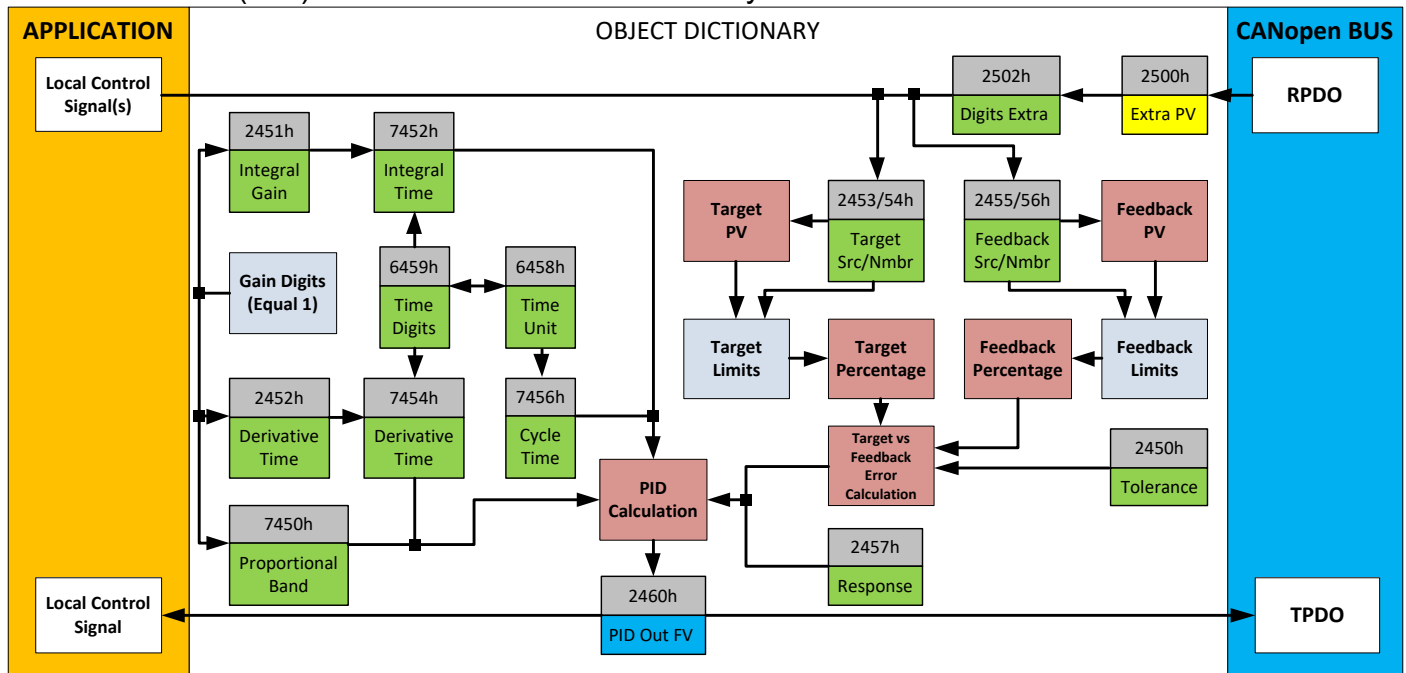 APPLICATION
OBJECT DICTIONARY
CANopen BUS
Local Control
Signal(s)
2502h
Digits Extra
2500h
Extra PV
RPDO
2451h
Integral
Gain
7452h
Integral
Time
Target
PV
2453/54h
Target
Src/Nmbr
2455/56h
Feedback
Src/Nmbr
Feedback
PV
Gain Digits
(Equal 1)
6459h
Time
Digits
6458h
Time
Unit
Target
Limits
Target
Percentage
Feedback
Percentage
Feedback
Limits
2452h
Derivative
Time
7454h
Derivative
Time
7456h
Cycle
Time
Target vs
Feedback
Error
Calculation
2450h
Tolerance
PID
Calculation
7450h
Proportional
Band
2457h
Response
Local Control
Signal
2460h
PID Out FV
TPDO